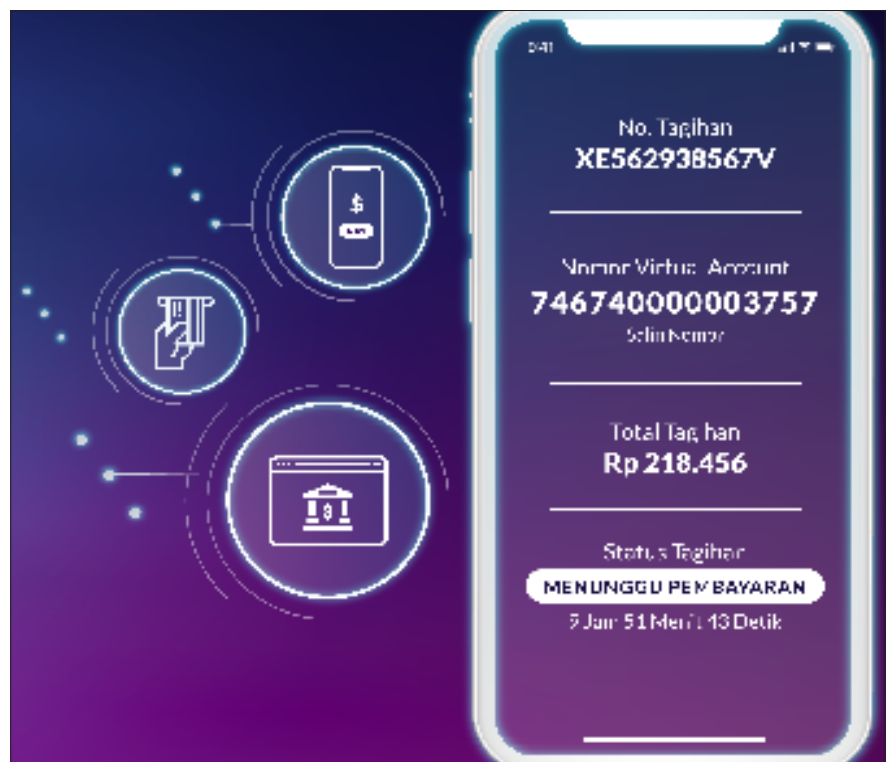 9:41
No. Tagihan
XE562938567V
Nomor Virtual Account
746740000003757
Salin Nomor
Total Tagihan
Rp 218.456
Status Tagihan
MENUNGGU PEMBAYARAN
Jam 51 Menit 43 Detik